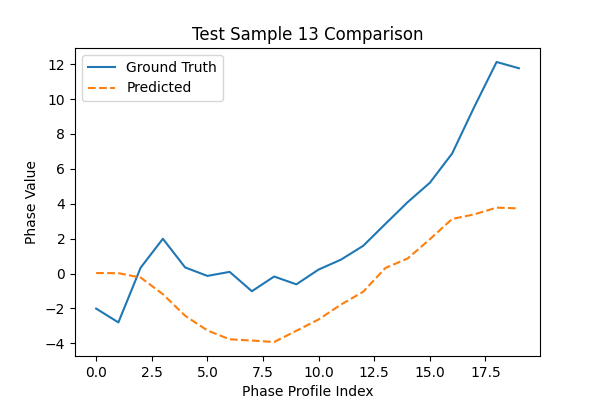 Test Sample 13 Comparison
Ground Truth
Predicted
Phase Value
12
10
8
6
4
2
0
−2
−4
0.0 2.5 5.0 7.5 10.0 12.5 15.0 17.5
Phase Profile Index